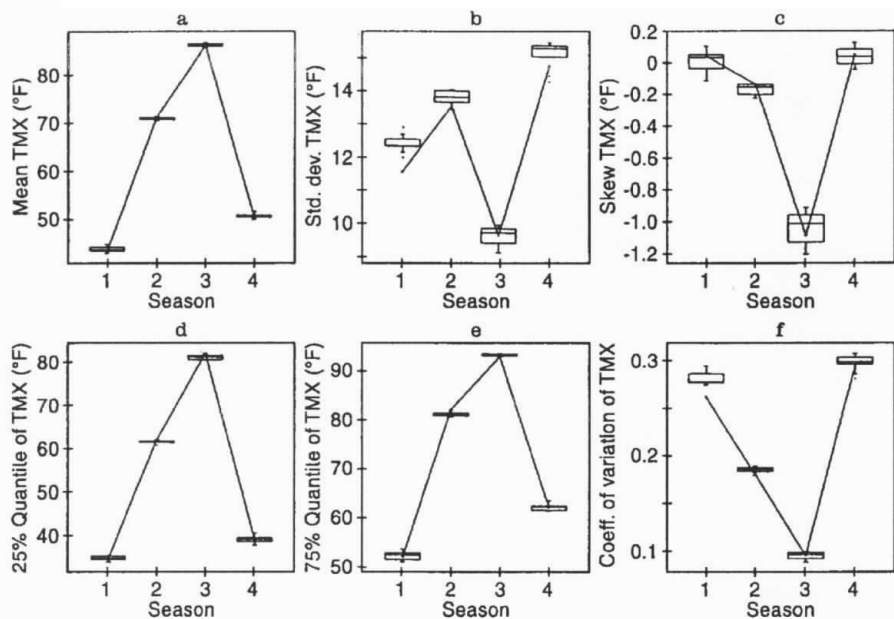 a
Mean TMX (°F)
80
70
60
50
1 2 3 4
Season
b
Std. dev. TMX (°F)
14
12
10
1 2 3 4
Season
c
Skew TMX (°F)
0.2
0
-0.2
-0.4
-0.6
-0.8
-1.0
-1.2
1 2 3 4
Season
d
25% Quantile of TMX (°F)
80
70
60
50
40
1 2 3 4
Season
e
75% Quantile of TMX (°F)
90
80
70
60
50
1 2 3 4
Season
f
Coeff. of variation of TMX
0.3
0.2
0.1
1 2 3 4
Season